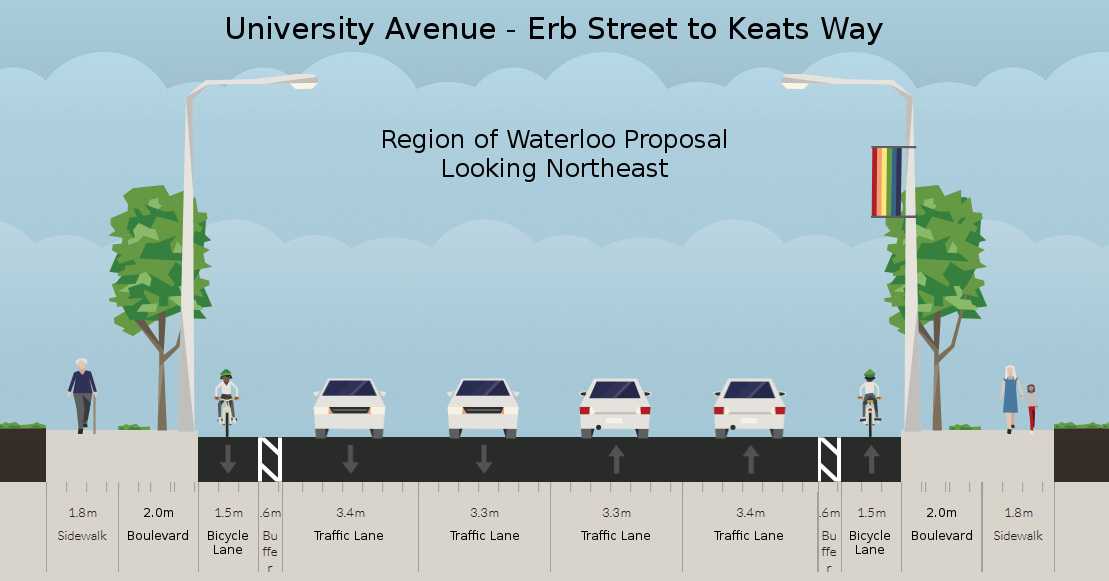 University Avenue - Erb Street to Keats Way
Region of Waterloo Proposal
Looking Northeast
1.8m 2.0m 1.5m .6m 3.4m 3.3m 3.3m 3.4m .6m 1.5m 2.0m 1.8m
Sidewalk Boulevard Bicycle Bu Traffic Lane Traffic Lane Traffic Lane Traffic Lane Bu Bicycle Boulevard Sidewalk
Lane ffe ffe Lane
r r